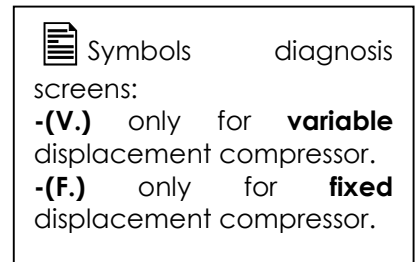 Symbols diagnosis
screens:
-(V.) only for variable
displacement compressor.
-(F.) only for fixed
displacement compressor.